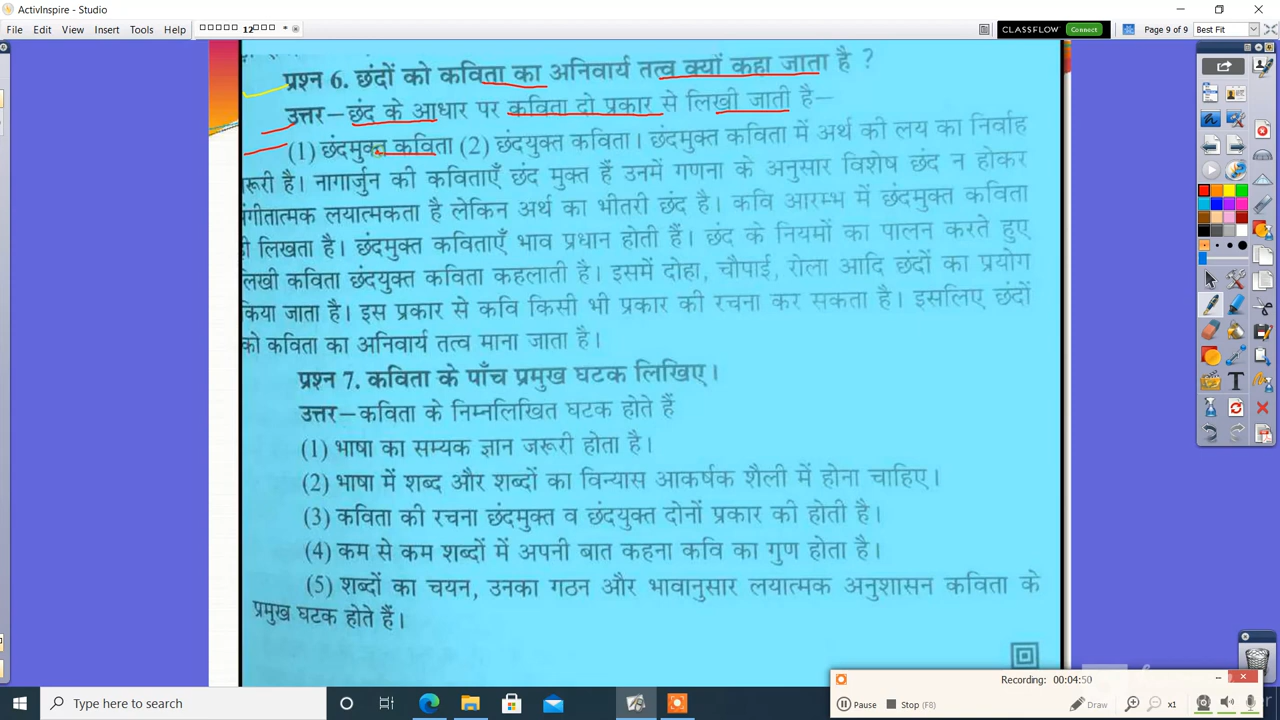 ActivInspire - Studio
File Edit View Insert Tools Help 12 *
CLASSFLOW Connect Page 9 of 9 Best Fit
प्रश्न 6. छंदों को कविता का अनिवार्य तत्व क्यों कहा जाता है ?
उत्तर – छंद के आधार पर कविता दो प्रकार से लिखी जाती है–
(1) छंदमुक्त कविता (2) छंदयुक्त कविता। छंदमुक्त कविता में अर्थ की लय का निर्वाह
रूरी है। नागार्जुन की कविताएँ छंद मुक्त हैं उनमें गणना के अनुसार विशेष छंद न होकर
संगीतात्मक लयात्मकता है लेकिन अर्थ का भीतरी छंद है। कवि आरम्भ में छंदमुक्त कविता
ही लिखता है। छंदमुक्त कविताएँ भाव प्रधान होती हैं। छंद के नियमों का पालन करते हुए
लिखी कविता छंदयुक्त कविता कहलाती है। इसमें दोहा, चौपाई, रोला आदि छंदों का प्रयोग
किया जाता है। इस प्रकार से कवि किसी भी प्रकार की रचना कर सकता है। इसलिए छंदों
को कविता का अनिवार्य तत्व माना जाता है।
प्रश्न 7. कविता के पाँच प्रमुख घटक लिखिए।
उत्तर – कविता के निम्नलिखित घटक होते हैं
(1) भाषा का सम्यक ज्ञान जरूरी होता है।
(2) भाषा में शब्द और शब्दों का विन्यास आकर्षक शैली में होना चाहिए।
(3) कविता की रचना छंदमुक्त व छंदयुक्त दोनों प्रकार की होती है।
(4) कम से कम शब्दों में अपनी बात कहना कवि का गुण होता है।
(5) शब्दों का चयन, उनका गठन और भावानुसार लयात्मक अनुशासन कविता के
प्रमुख घटक होते हैं।
Recording: 00:04:50
Pause Stop (F8) Draw x1
Type here to search